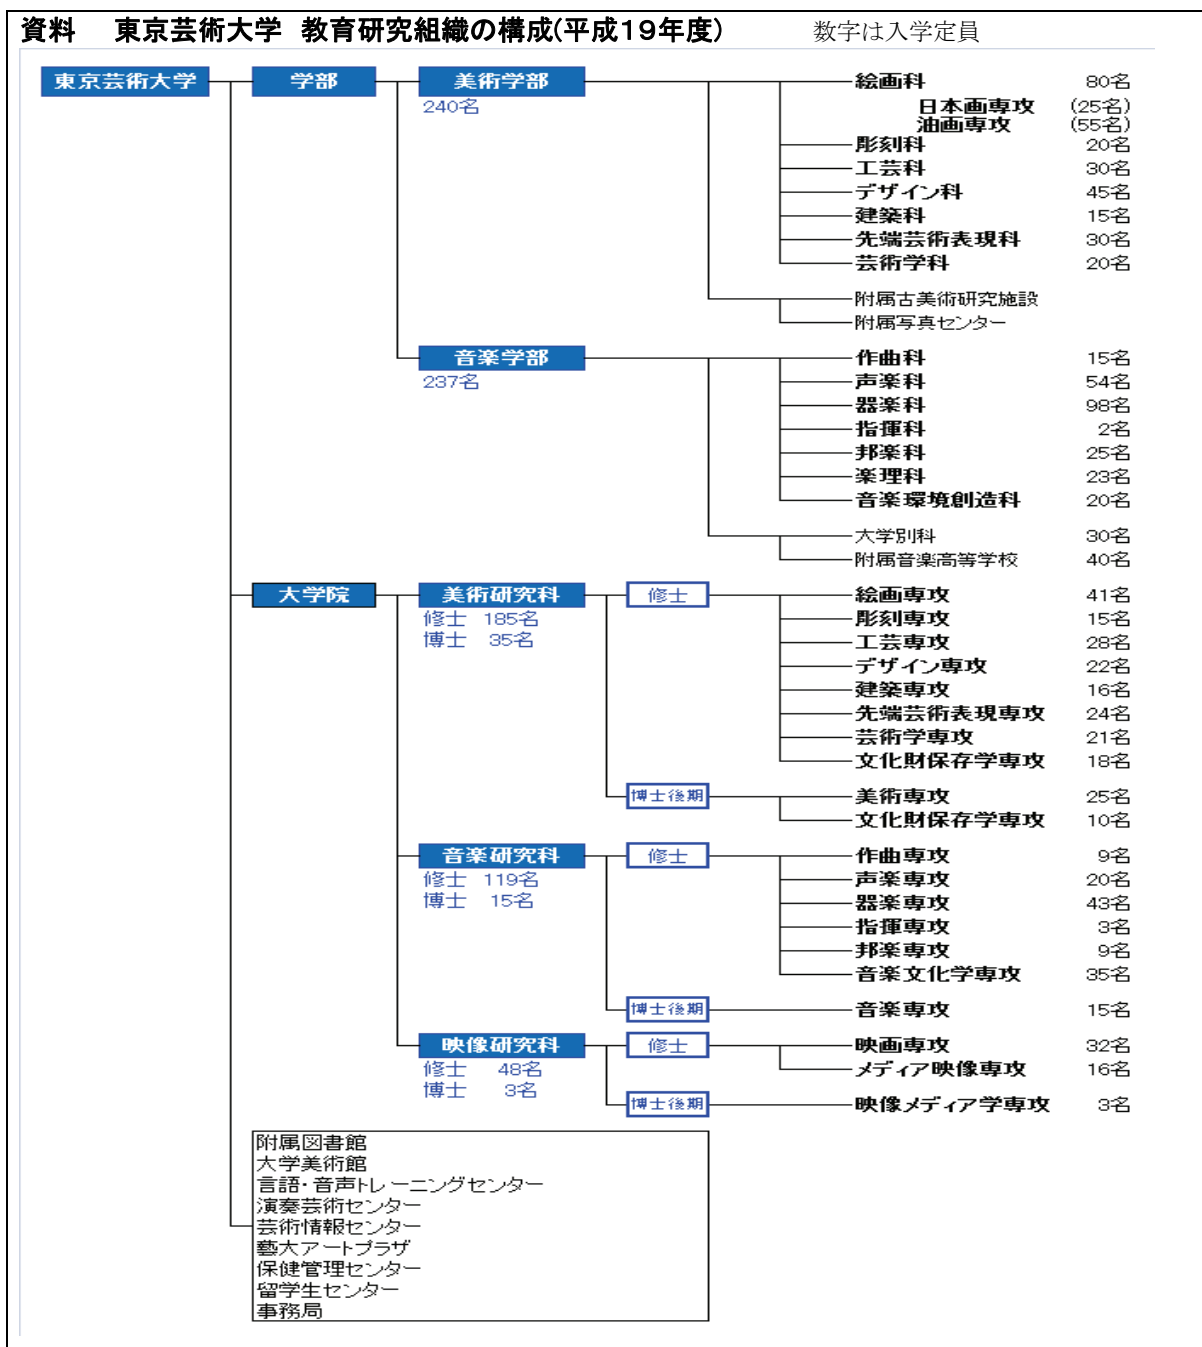 資料 東京芸術大学 教育研究組織の構成(平成19年度) 数字は入学定員
東京芸術大学 学部 美術学部 絵画科 80名
240名 日本画専攻 (25名)
油画専攻 (55名)
彫刻科 20名
工芸科 30名
デザイン科 45名
建築科 15名
先端芸術表現科 30名
芸術学科 20名
附属古美術研究施設
附属写真センター
音楽学部 作曲科 15名
237名 声楽科 54名
器楽科 98名
指揮科 2名
邦楽科 25名
楽理科 23名
音楽環境創造科 20名
大学別科 30名
附属音楽高等学校 40名
大学院 美術研究科 修士 絵画専攻 41名
修士 185名 彫刻専攻 15名
博士 35名 工芸専攻 28名
デザイン専攻 22名
建築専攻 16名
先端芸術表現専攻 24名
芸術学専攻 21名
文化財保存学専攻 18名
博士後期 美術専攻 25名
文化財保存学専攻 10名
音楽研究科 修士 作曲専攻 9名
修士 119名 声楽専攻 20名
博士 15名 器楽専攻 43名
指揮専攻 3名
邦楽専攻 9名
音楽文化学専攻 35名
博士後期 音楽専攻 15名
映像研究科 修士 映画専攻 32名
修士 48名 メディア映像専攻 16名
博士 3名
博士後期 映像メディア学専攻 3名
附属図書館
大学美術館
言語・音声トレーニングセンター
演奏芸術センター
芸術情報センター
藝大アートプラザ
保健管理センター
留学生センター
事務局